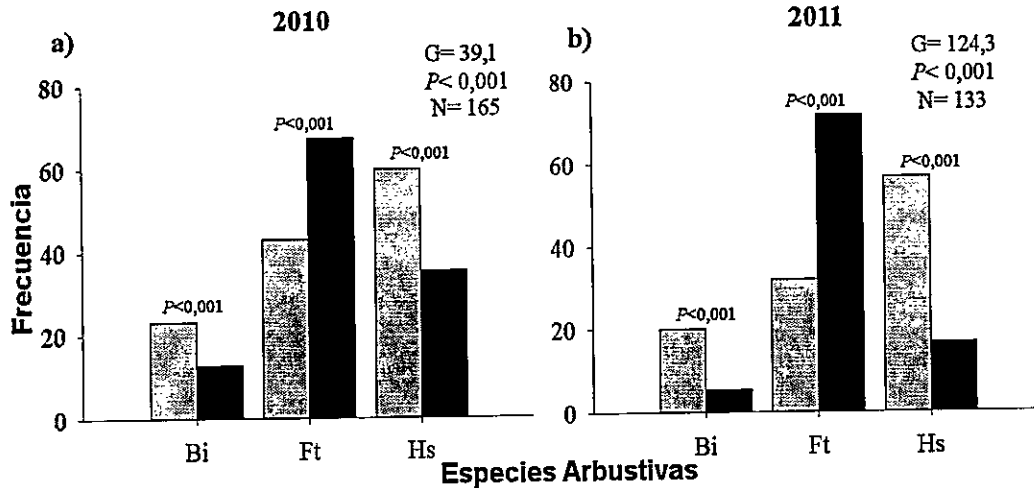 2010
a)
G= 39,1
P< 0,001
N= 165
80
60
40
20
0
Frecuencia
P<0,001
P<0,001
P<0,001
Bi
Ft
Hs
2011
b)
G= 124,3
P< 0,001
N= 133
80
60
40
20
0
P<0,001
P<0,001
P<0,001
Bi
Ft
Hs
Especies Arbustivas